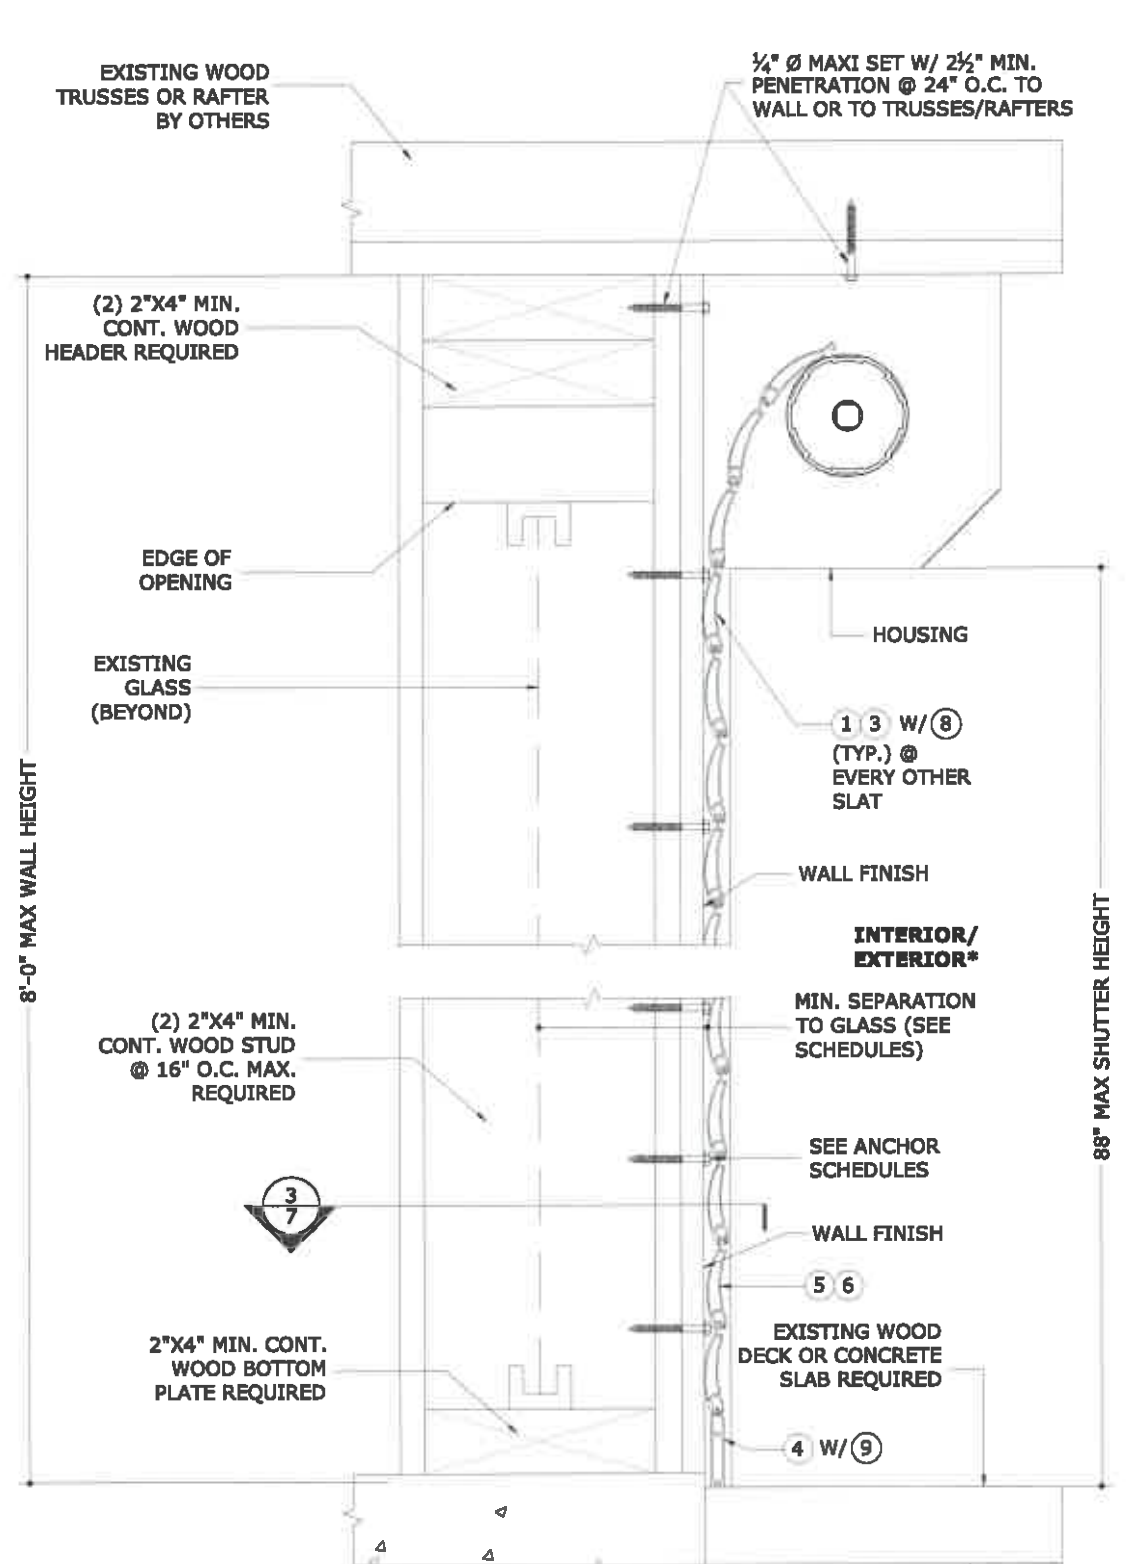 EXISTING WOOD
TRUSSES OR RAFTER
BY OTHERS
¼" Ø MAXI SET W/ 2½" MIN.
PENETRATION @ 24" O.C. TO
WALL OR TO TRUSSES/RAFTERS
(2) 2"X4" MIN.
CONT. WOOD
HEADER REQUIRED
EDGE OF
OPENING
HOUSING
EXISTING
GLASS
(BEYOND)
1 3 W/ 8
(TYP.) @
EVERY OTHER
SLAT
8'-0" MAX WALL HEIGHT
WALL FINISH
INTERIOR/
EXTERIOR*
88" MAX SHUTTER HEIGHT
MIN. SEPARATION
TO GLASS (SEE
SCHEDULES)
(2) 2"X4" MIN.
CONT. WOOD STUD
@ 16" O.C. MAX.
REQUIRED
SEE ANCHOR
SCHEDULES
3
7
WALL FINISH
5 6
2"X4" MIN. CONT.
WOOD BOTTOM
PLATE REQUIRED
EXISTING WOOD
DECK OR CONCRETE
SLAB REQUIRED
4 W/ 9